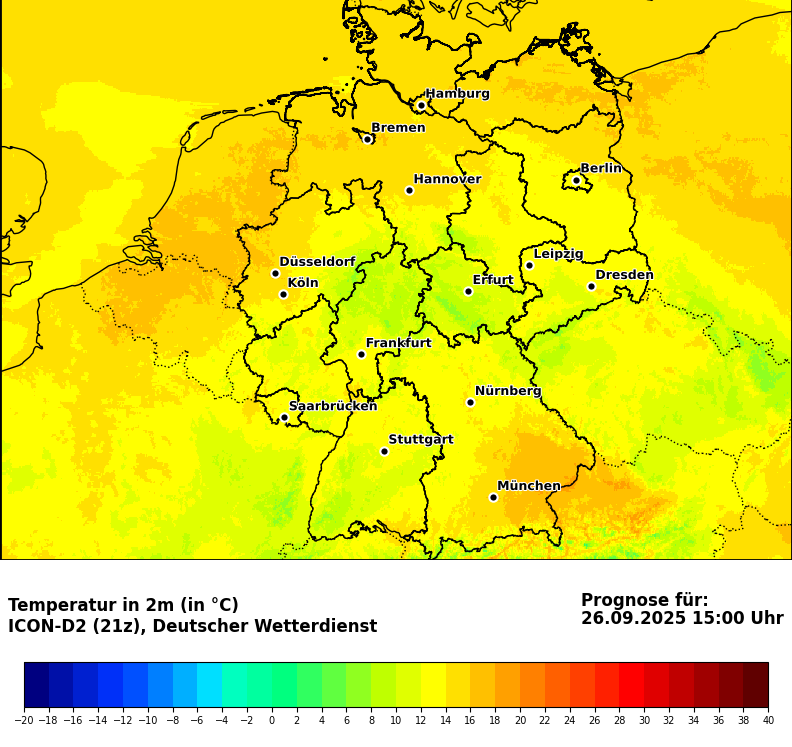 Hamburg
Bremen
Berlin
Hannover
Leipzig
Düsseldorf
Dresden
Köln
Erfurt
Frankfurt
Nürnberg
Saarbrücken
Stuttgart
München
Temperatur in 2m (in °C)
ICON-D2 (21z), Deutscher Wetterdienst
Prognose für:
26.09.2025 15:00 Uhr
−20 −18 −16 −14 −12 −10 −8 −6 −4 −2 0 2 4 6 8 10 12 14 16 18 20 22 24 26 28 30 32 34 36 38 40